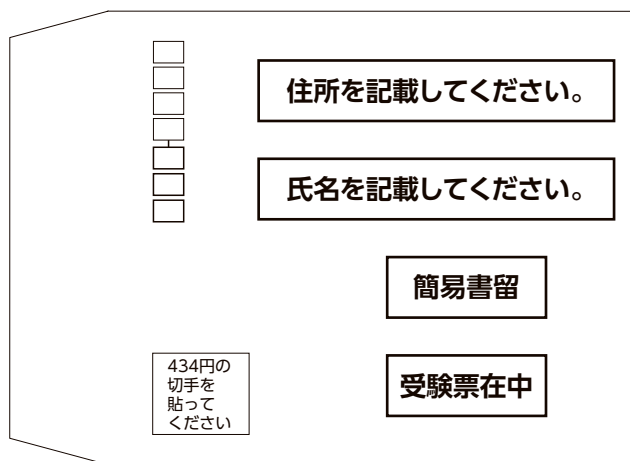 住所を記載してください。
氏名を記載してください。
簡易書留
受験票在中
434円の
切手を
貼って
ください